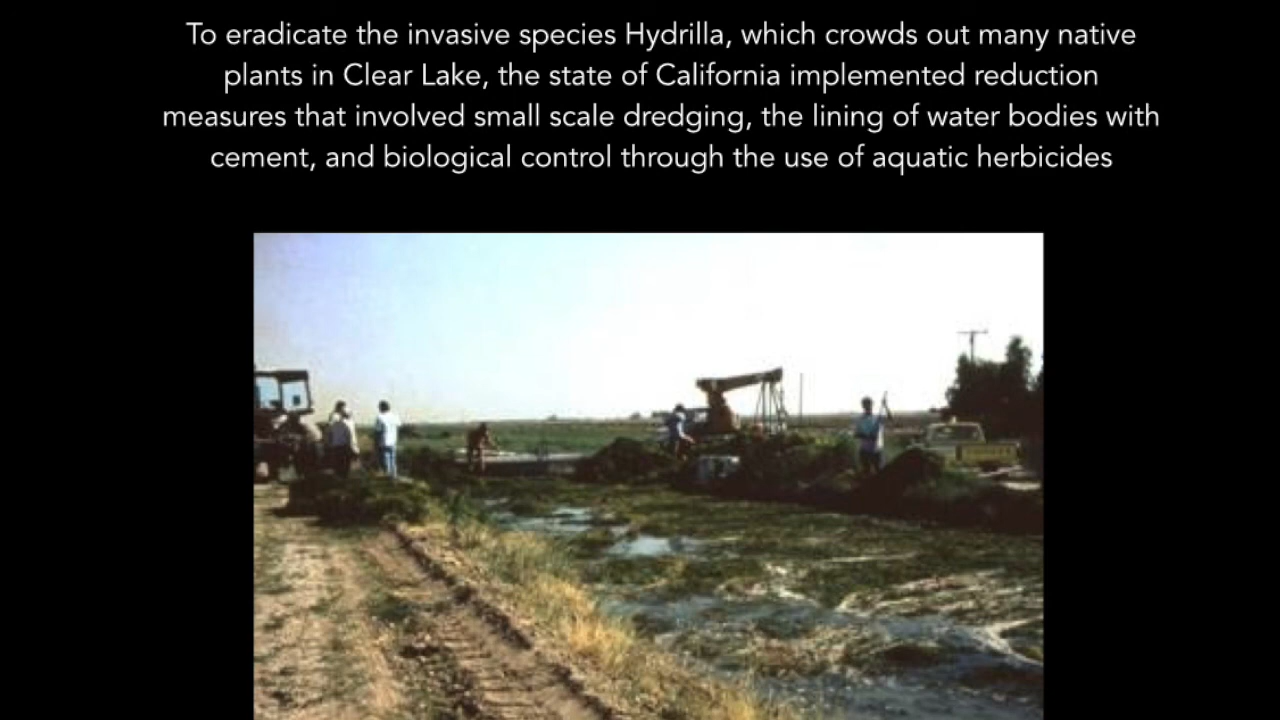 To eradicate the invasive species Hydrilla, which crowds out many native
plants in Clear Lake, the state of California implemented reduction
measures that involved small scale dredging, the lining of water bodies with
cement, and biological control through the use of aquatic herbicides